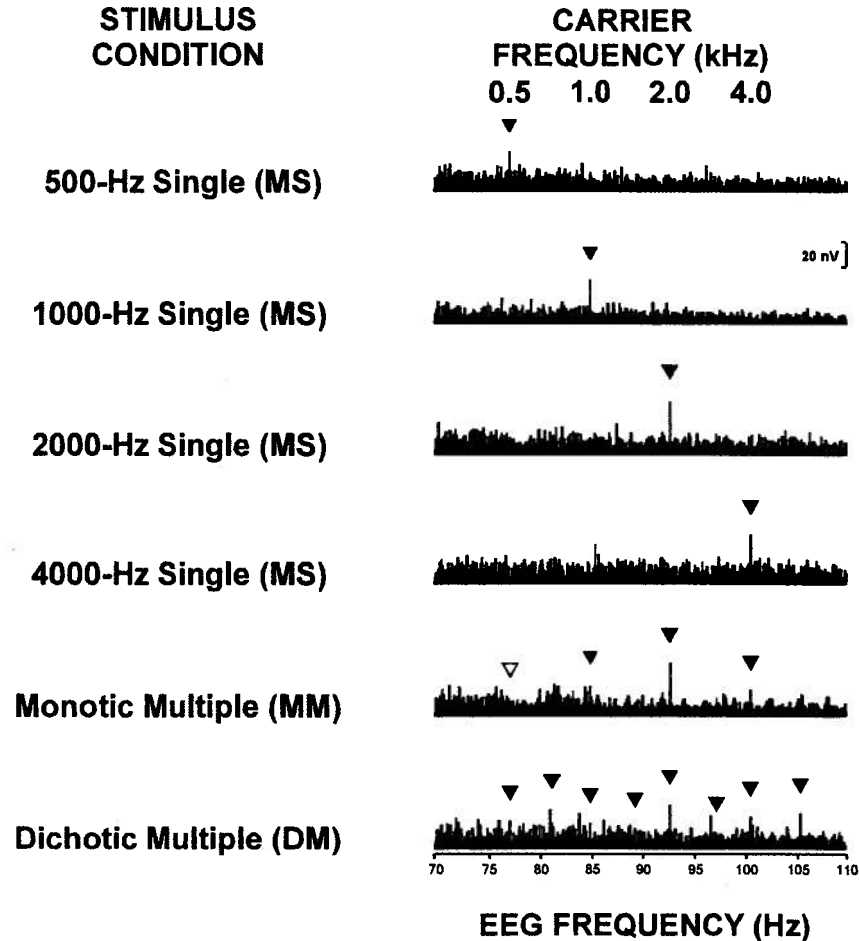 STIMULUS
CONDITION
CARRIER
FREQUENCY (kHz)
0.5 1.0 2.0 4.0
500-Hz Single (MS)
20 nV
1000-Hz Single (MS)
2000-Hz Single (MS)
4000-Hz Single (MS)
Monotic Multiple (MM)
Dichotic Multiple (DM)
70 75 80 85 90 95 100 105 110
EEG FREQUENCY (Hz)